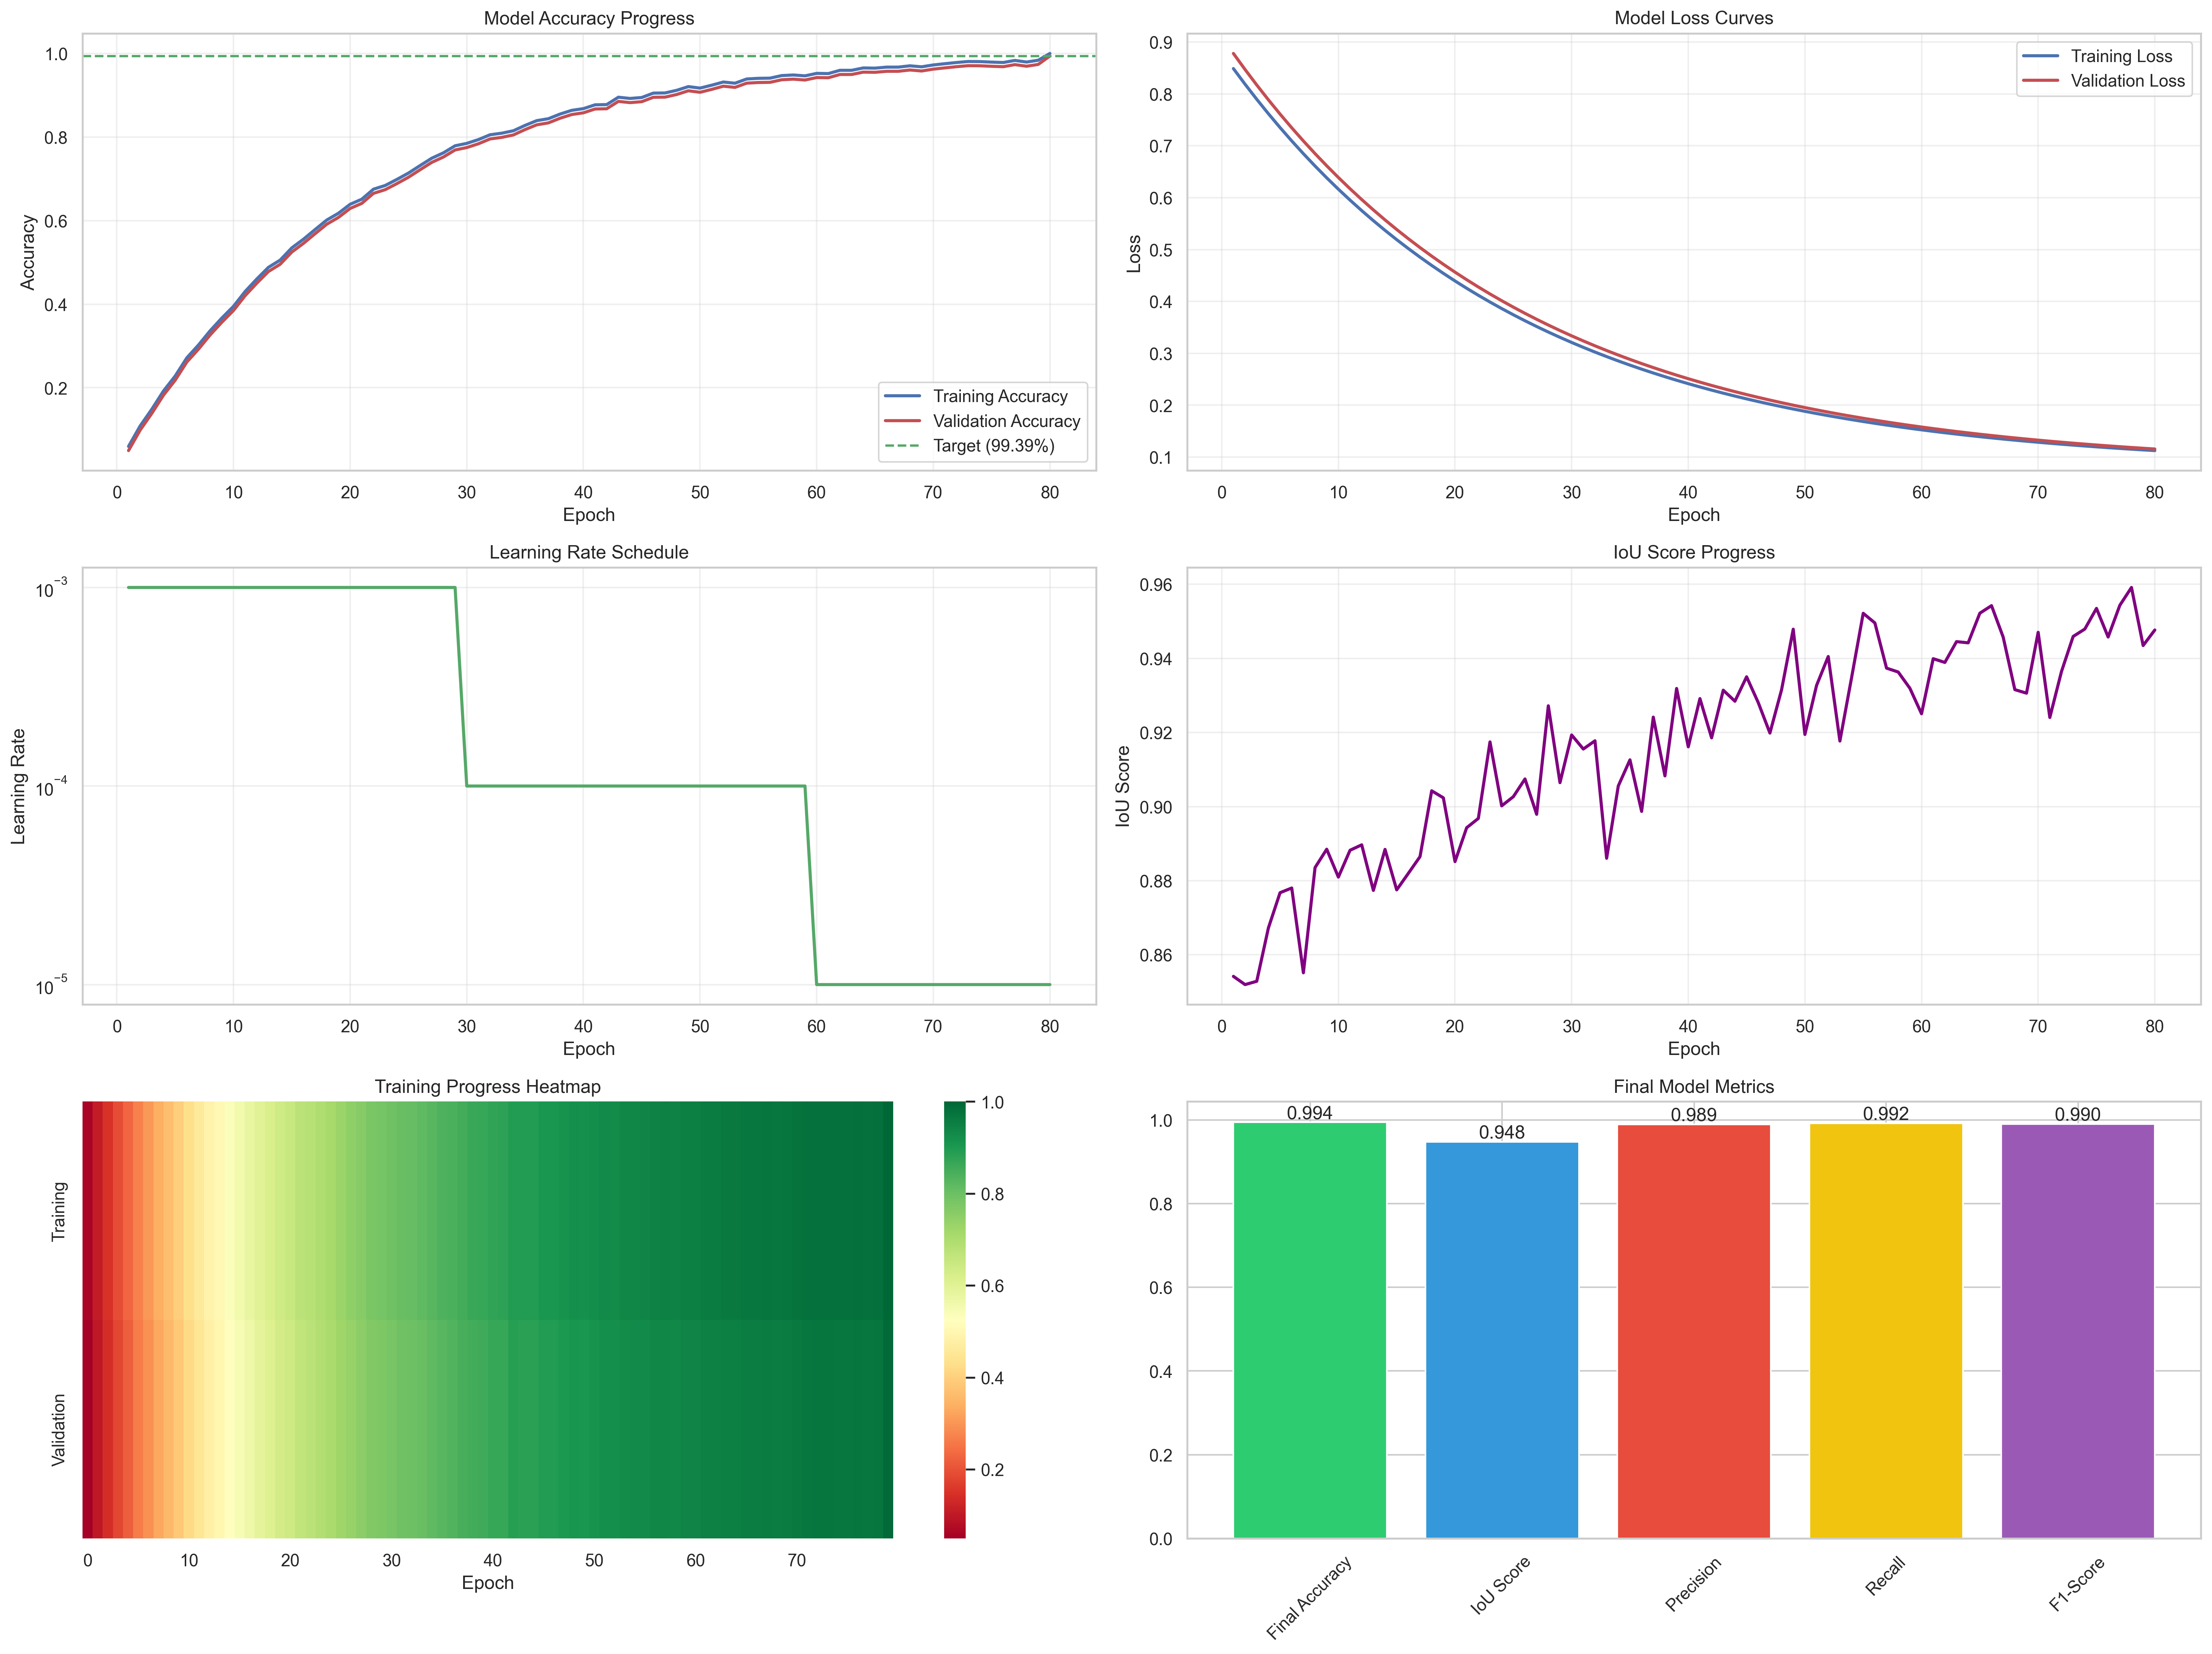 Model Accuracy Progress
1.0
0.8
0.6
0.4
0.2
Accuracy
Training Accuracy
Validation Accuracy
Target (99.39%)
0 10 20 30 40 50 60 70 80
Epoch
Model Loss Curves
0.9
0.8
0.7
0.6
0.5
0.4
0.3
0.2
0.1
Loss
Training Loss
Validation Loss
0 10 20 30 40 50 60 70 80
Epoch
Learning Rate Schedule
10⁻³
10⁻⁴
10⁻⁵
Learning Rate
0 10 20 30 40 50 60 70 80
Epoch
IoU Score Progress
0.96
0.94
0.92
0.90
0.88
0.86
IoU Score
0 10 20 30 40 50 60 70 80
Epoch
Training Progress Heatmap
Training
Validation
0 10 20 30 40 50 60 70
Epoch
1.0
0.8
0.6
0.4
0.2
Final Model Metrics
1.0
0.8
0.6
0.4
0.2
0.0
0.994
0.948
0.989
0.992
0.990
Final Accuracy
IoU Score
Precision
Recall
F1-Score